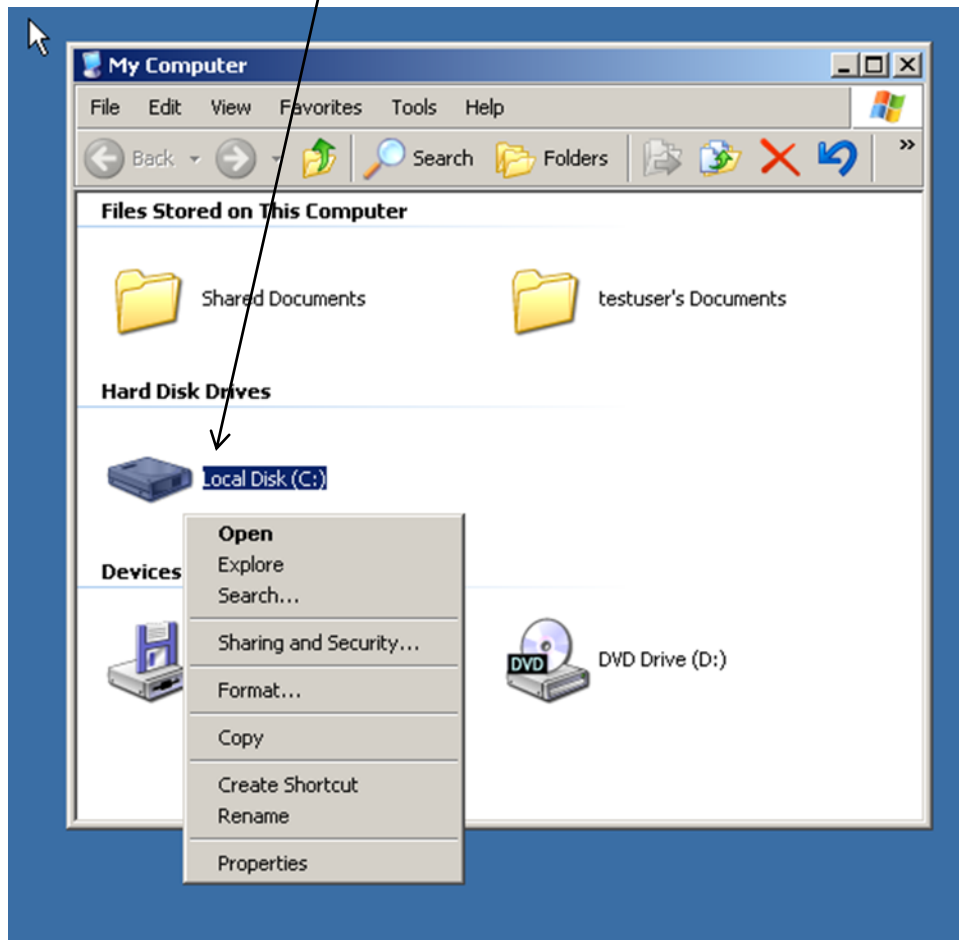 My Computer
File Edit View Favorites Tools Help
Back Search Folders »
Files Stored on This Computer
Shared Documents testuser's Documents
Hard Disk Drives
Local Disk (C:)
Open
Explore
Devices
Search...
Sharing and Security...
DVD DVD Drive (D:)
Format...
Copy
Create Shortcut
Rename
Properties